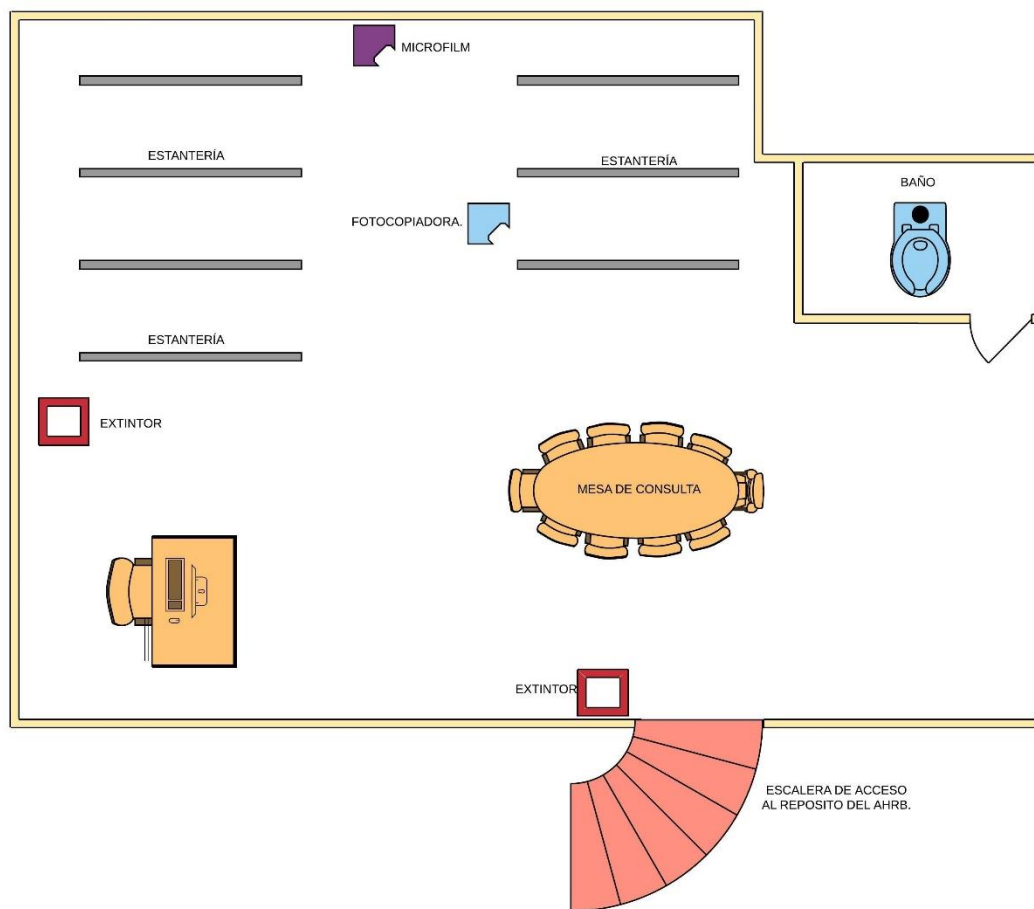 MICROFILM
ESTANTERÍA
ESTANTERÍA
BAÑO
FOTOCOPIADORA.
ESTANTERÍA
EXTINTOR
MESA DE CONSULTA
EXTINTOR
ESCALERA DE ACCESO
AL REPOSITO DEL AHRB.